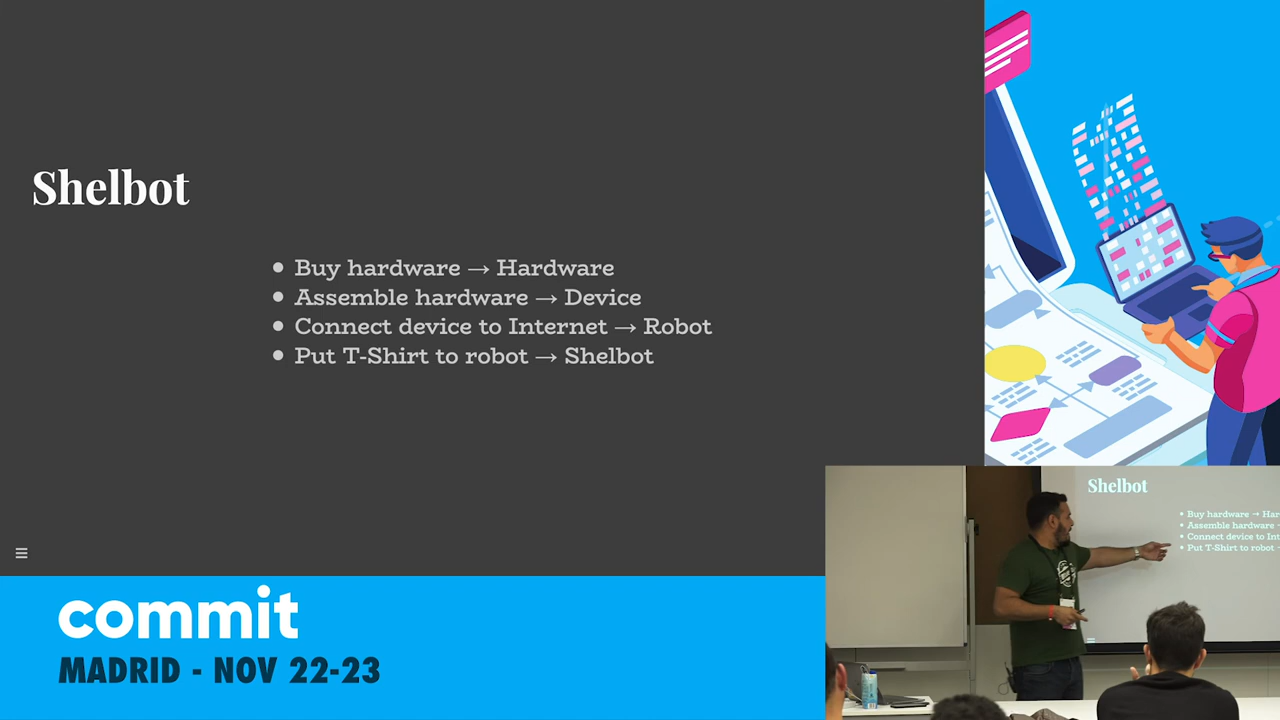 Shelbot
• Buy hardware → Hardware
• Assemble hardware → Device
• Connect device to Internet → Robot
• Put T-Shirt to robot → Shelbot
commit
MADRID - NOV 22-23
Shelbot
• Buy hardware → Har
• Assemble hardware →
• Connect device to Int
• Put T-Shirt to robot →